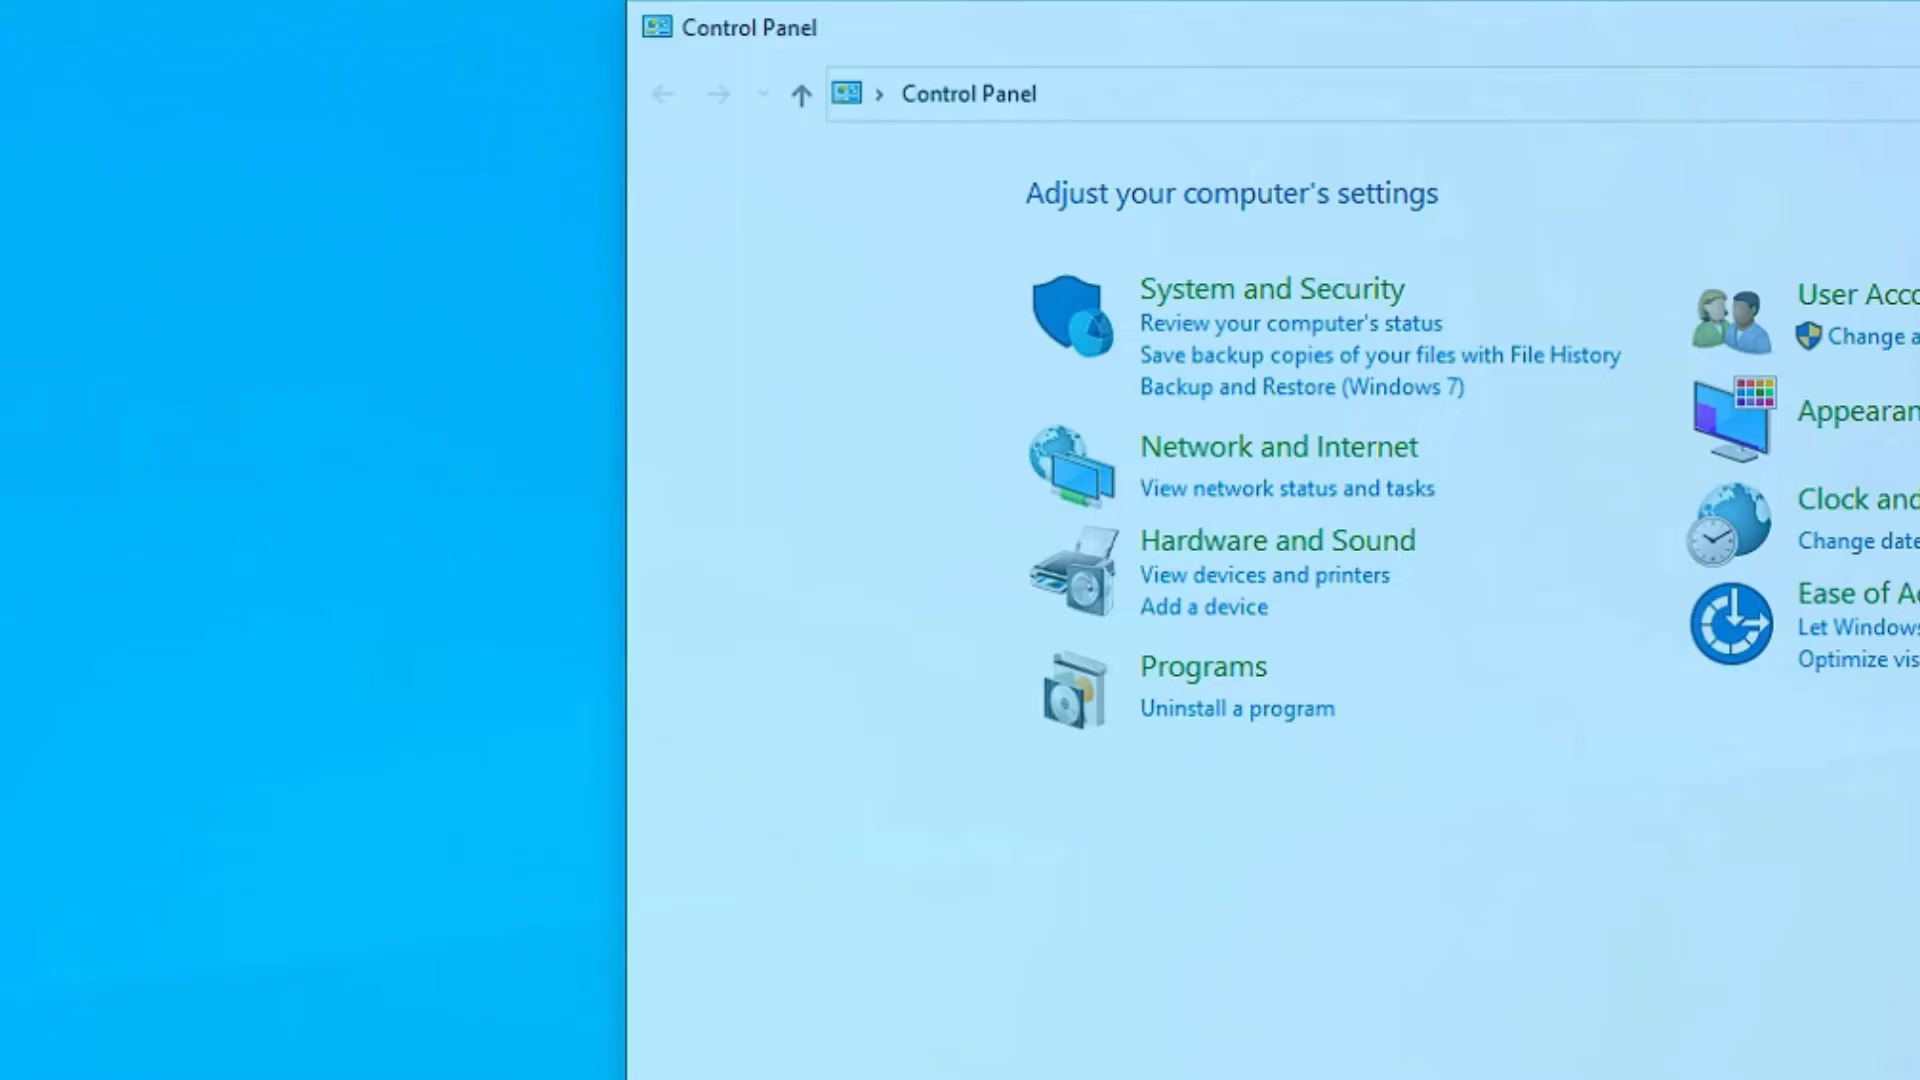 Control Panel
Control Panel
Adjust your computer's settings
System and Security
Review your computer's status
Save backup copies of your files with File History
Backup and Restore (Windows 7)
Network and Internet
View network status and tasks
Hardware and Sound
View devices and printers
Add a device
Programs
Uninstall a program
User
Change
Clock and
Change date
Ease of
Let Windows
Optimize